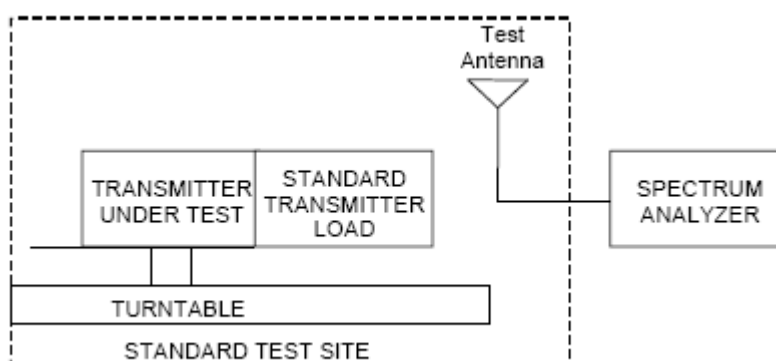 Test
Antenna
TRANSMITTER
UNDER TEST
STANDARD
TRANSMITTER
LOAD
SPECTRUM
ANALYZER
TURNTABLE
STANDARD TEST SITE